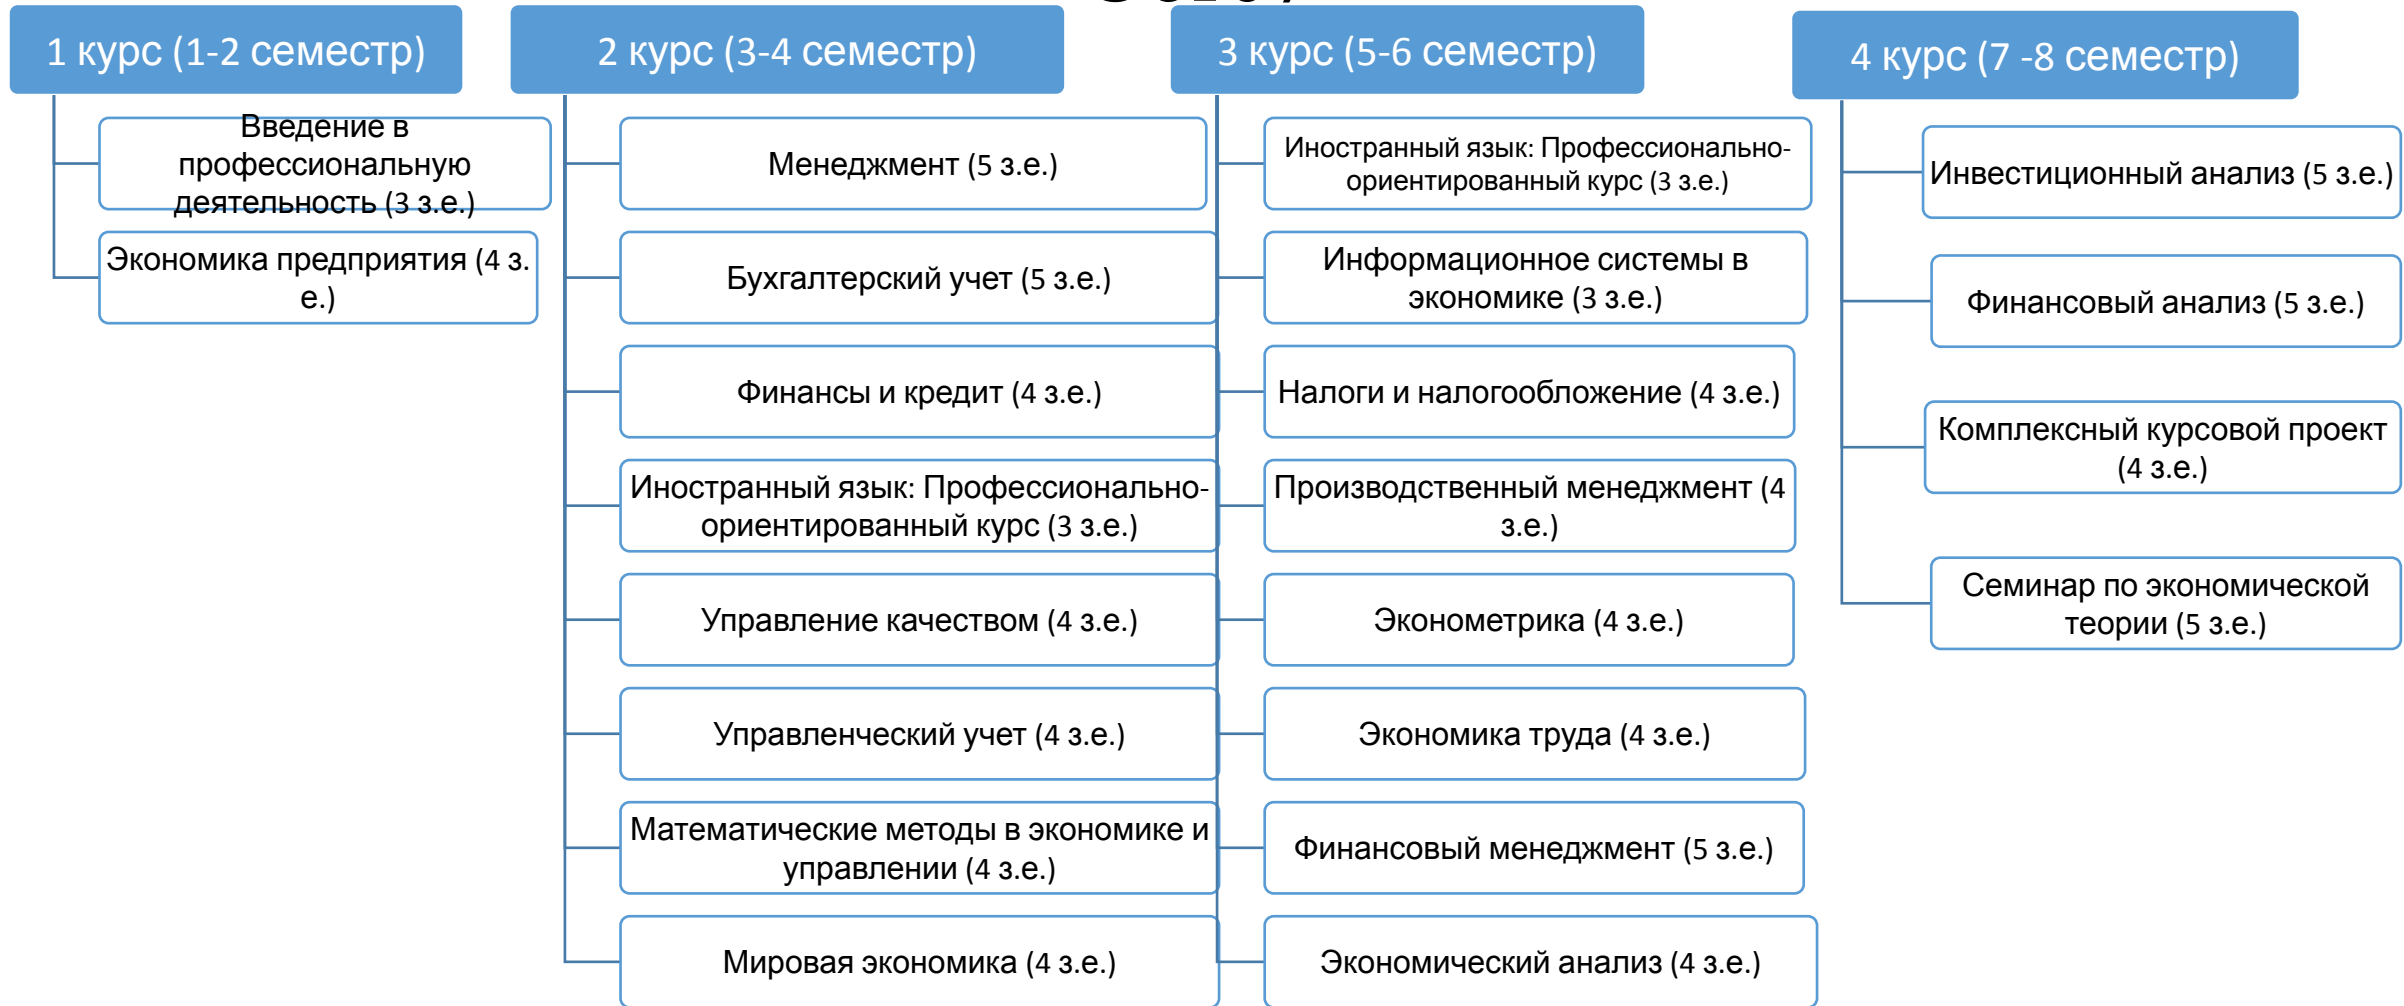 1 курс (1-2 семестр)
Введение в
профессиональную
деятельность (3 з.е.)
Экономика предприятия (4 з.
е.)
2 курс (3-4 семестр)
Менеджмент (5 з.е.)
Бухгалтерский учет (5 з.е.)
Финансы и кредит (4 з.е.)
Иностранный язык: Профессионально-
ориентированный курс (3 з.е.)
Управление качеством (4 з.е.)
Управленческий учет (4 з.е.)
Математические методы в экономике и
управлении (4 з.е.)
Мировая экономика (4 з.е.)
3 курс (5-6 семестр)
Иностранный язык: Профессионально-
ориентированный курс (3 з.е.)
Информационное системы в
экономике (3 з.е.)
Налоги и налогообложение (4 з.е.)
Производственный менеджмент (4
з.е.)
Эконометрика (4 з.е.)
Экономика труда (4 з.е.)
Финансовый менеджмент (5 з.е.)
Экономический анализ (4 з.е.)
4 курс (7 -8 семестр)
Инвестиционный анализ (5 з.е.)
Финансовый анализ (5 з.е.)
Комплексный курсовой проект
(4 з.е.)
Семинар по экономической
теории (5 з.е.)